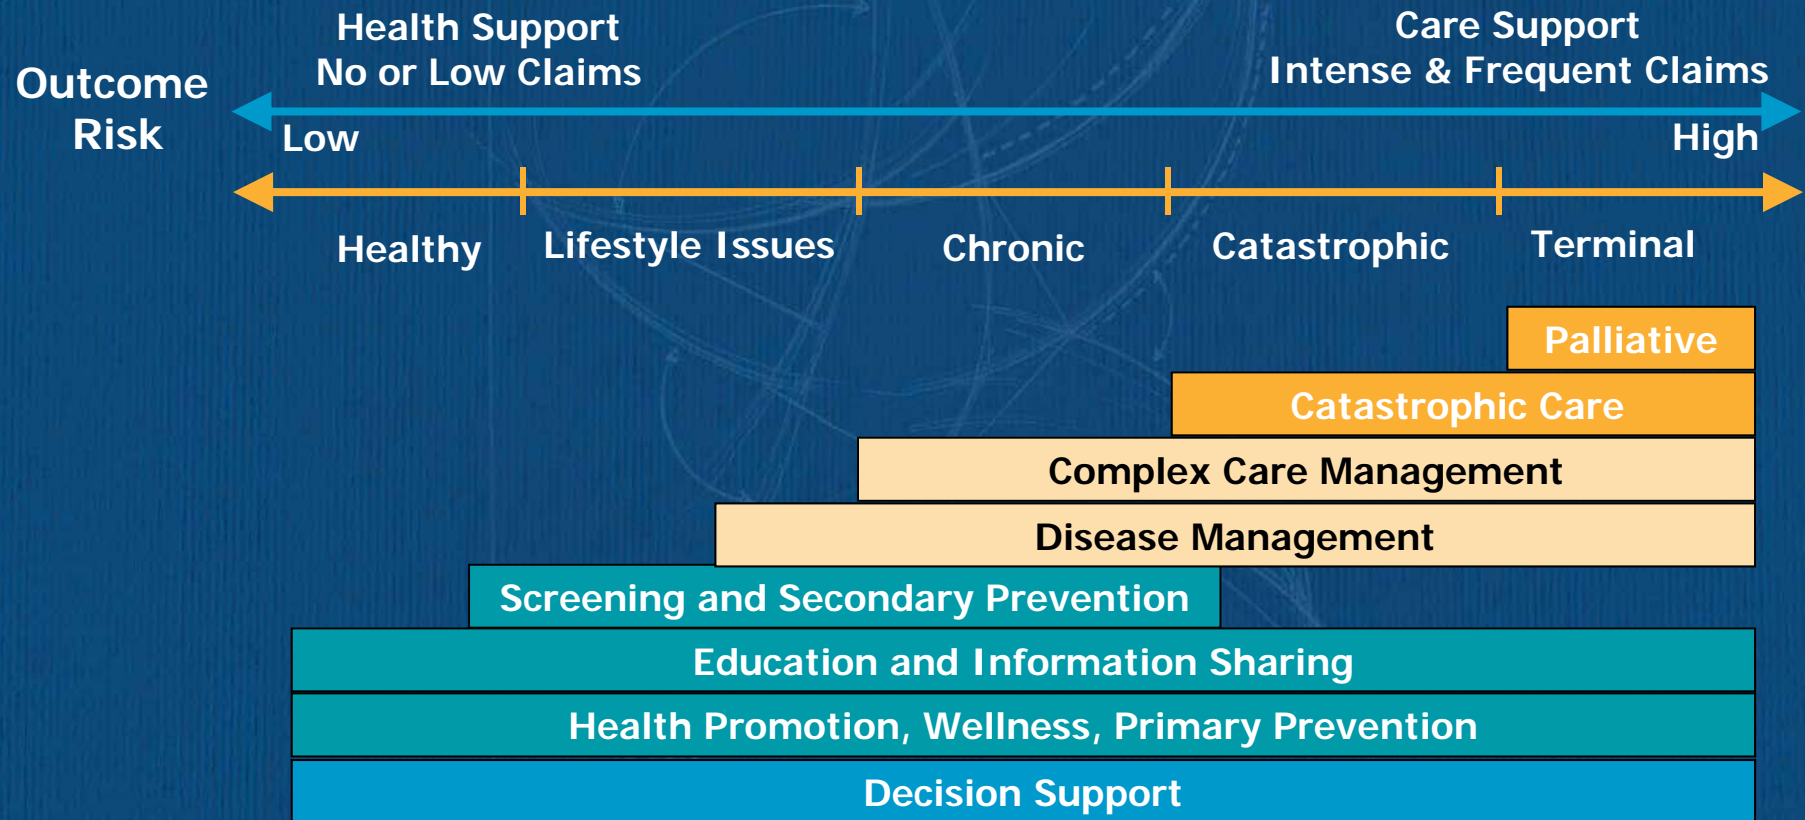 Health Support
No or Low Claims
Care Support
Intense & Frequent Claims
Outcome
Risk
Low
High
Healthy
Lifestyle Issues
Chronic
Catastrophic
Terminal
Palliative
Catastrophic Care
Complex Care Management
Disease Management
Screening and Secondary Prevention
Education and Information Sharing
Health Promotion, Wellness, Primary Prevention
Decision Support